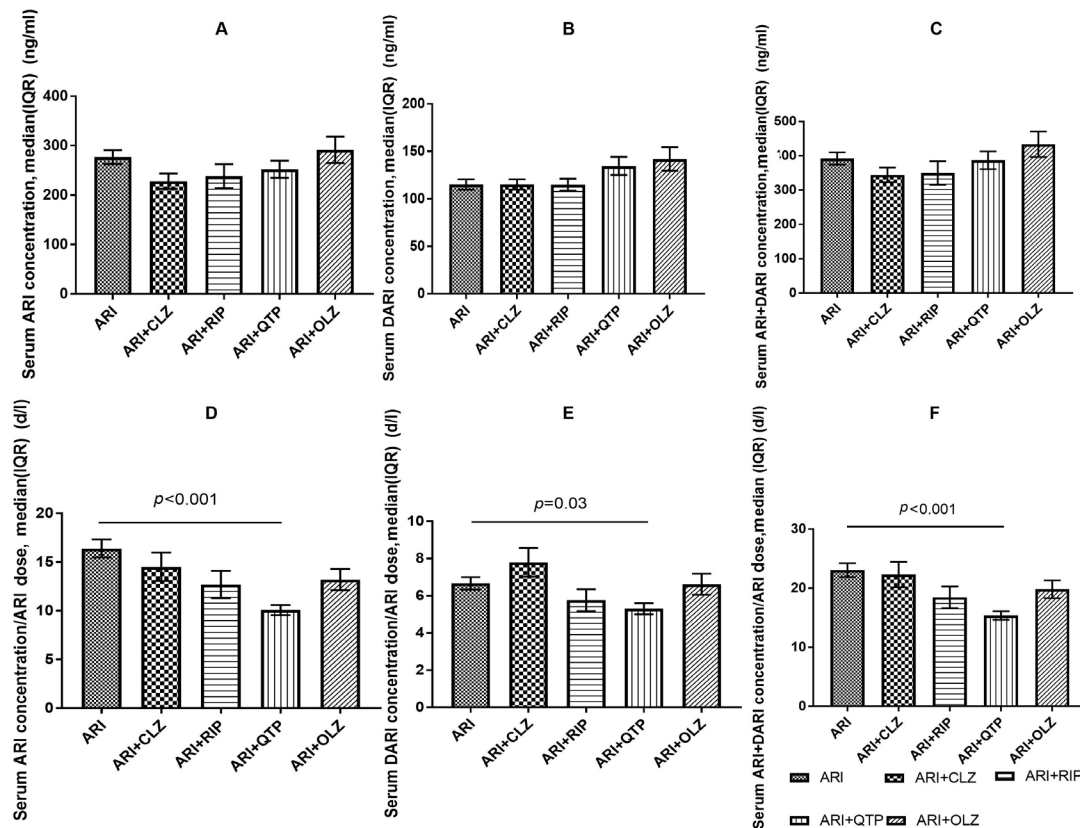 A
Serum ARI concentration,median(IQR) (ng/ml)
400
300
200
100
0
ARI
ARI+CLZ
ARI+RIP
ARI+QTP
ARI+OLZ
B
Serum DARI concentration,median(IQR) (ng/ml)
200
150
100
50
0
ARI
ARI+CLZ
ARI+RIP
ARI+QTP
ARI+OLZ
C
Serum ARI+DARI concentration,median(IQR) (ng/ml)
500
400
300
200
100
0
ARI
ARI+CLZ
ARI+RIP
ARI+QTP
ARI+OLZ
D
Serum ARI concentration/ARI dose, median(IQR) (d/l)
p<0.001
20
15
10
5
0
ARI
ARI+CLZ
ARI+RIP
ARI+QTP
ARI+OLZ
E
Serum DARI concentration/ARI dose,median(IQR) (d/l)
p=0.03
8
6
4
2
0
ARI
ARI+CLZ
ARI+RIP
ARI+QTP
ARI+OLZ
F
Serum ARI+DARI concentration/ARI dose,median (IQR) (d/l)
p<0.001
30
20
10
0
ARI
ARI+CLZ
ARI+RIP
ARI+QTP
ARI+OLZ
ARI ARI+CLZ ARI+RIP
ARI+QTP ARI+OLZ